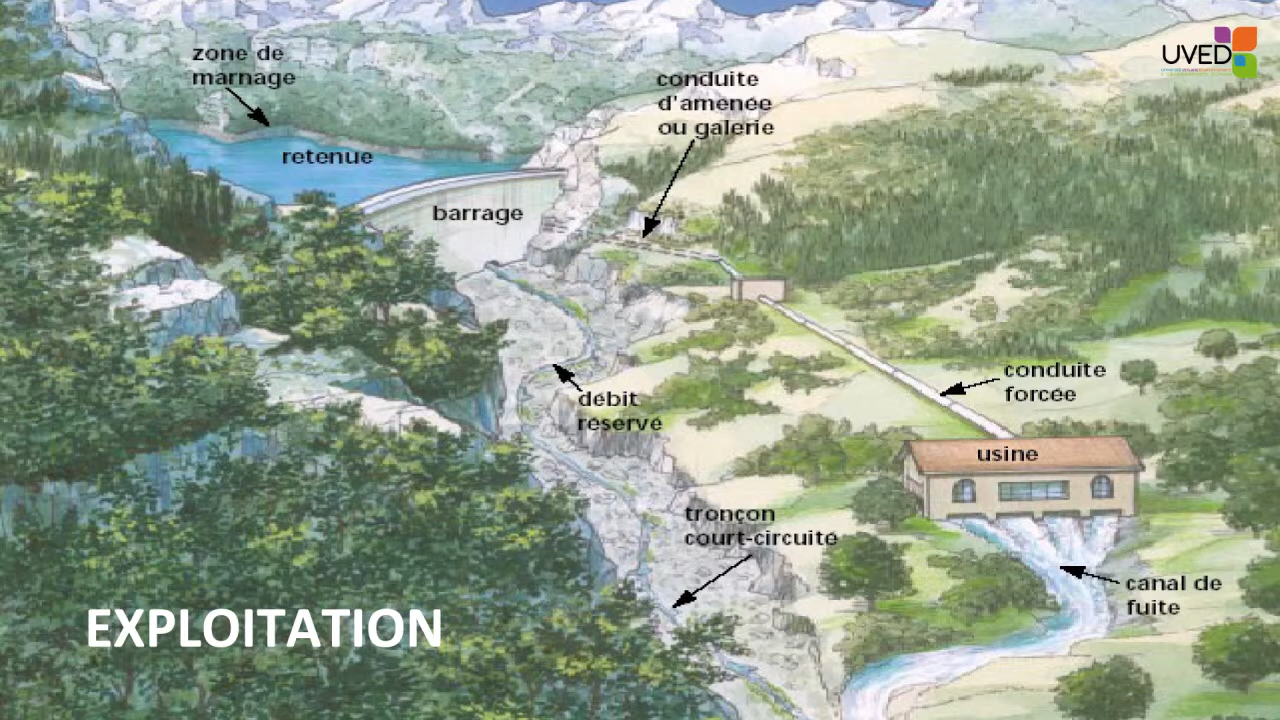 zone de
marnage
UVED
conduite
d'amenée
ou galerie
retenue
barrage
conduite
forcée
débit
réservé
usine
tronçon
court-circuité
canal de
fuite
EXPLOITATION